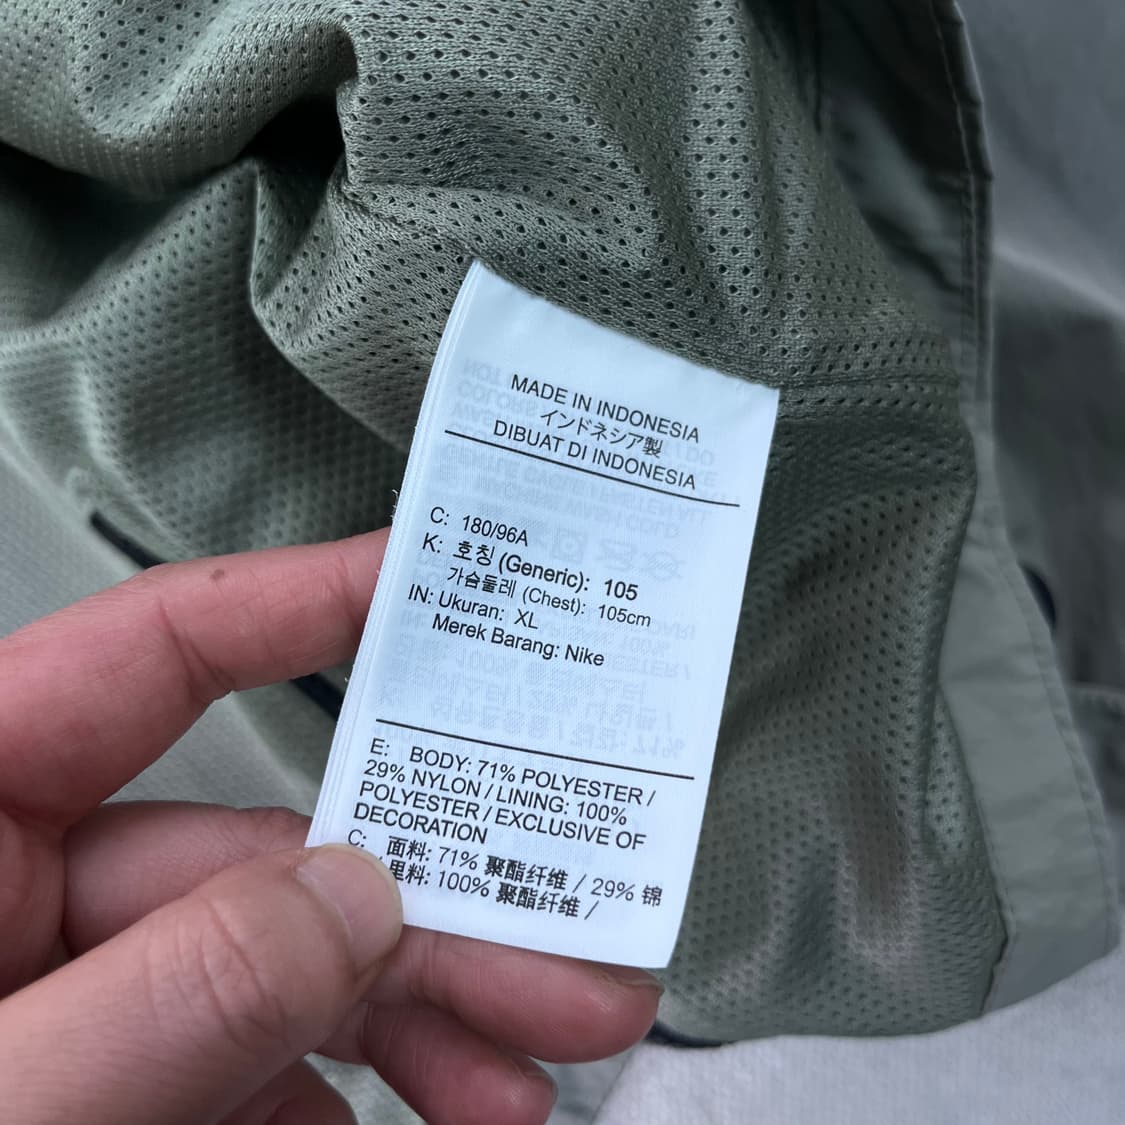 MADE IN INDONESIA
インドネシア製
DIBUAT DI INDONESIA
C: 180/96A
K: 호칭 (Generic): 105
가슴둘레 (Chest): 105cm
IN: Ukuran: XL
Merek Barang: Nike
E: BODY: 71% POLYESTER /
29% NYLON / LINING: 100%
POLYESTER / EXCLUSIVE OF
DECORATION
C: 面料: 71% 聚酯纤维 / 29% 锦
里料: 100% 聚酯纤维 /